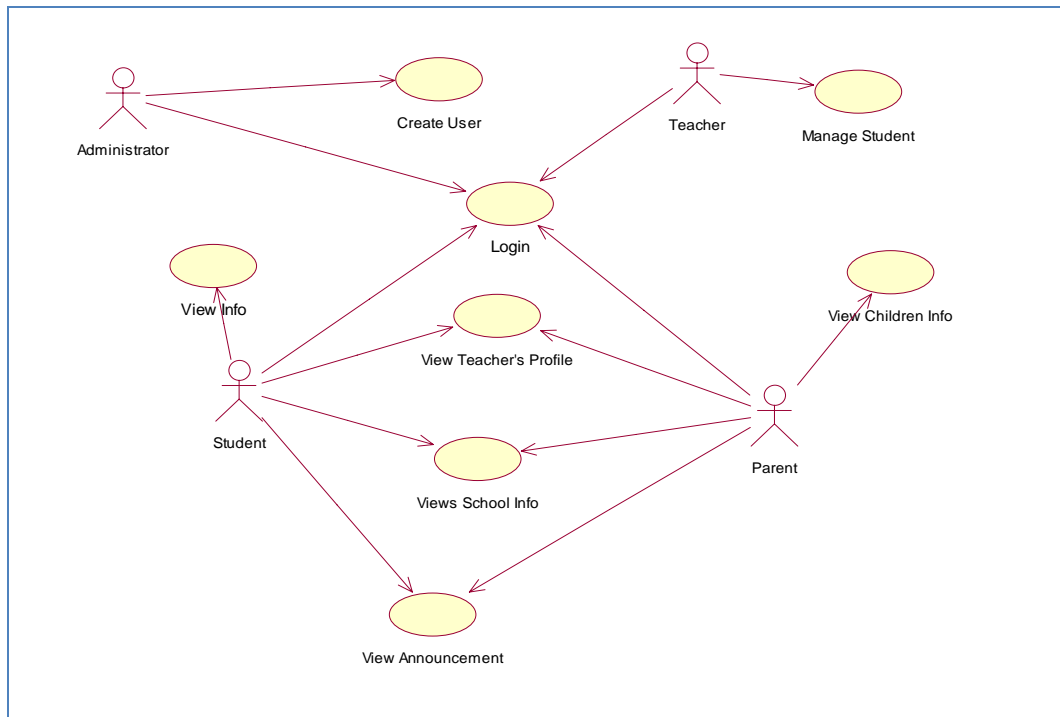 Create User
Teacher
Manage Student
Administrator
Login
View Info
View Children Info
View Teacher's Profile
Student
Parent
Views School Info
View Announcement